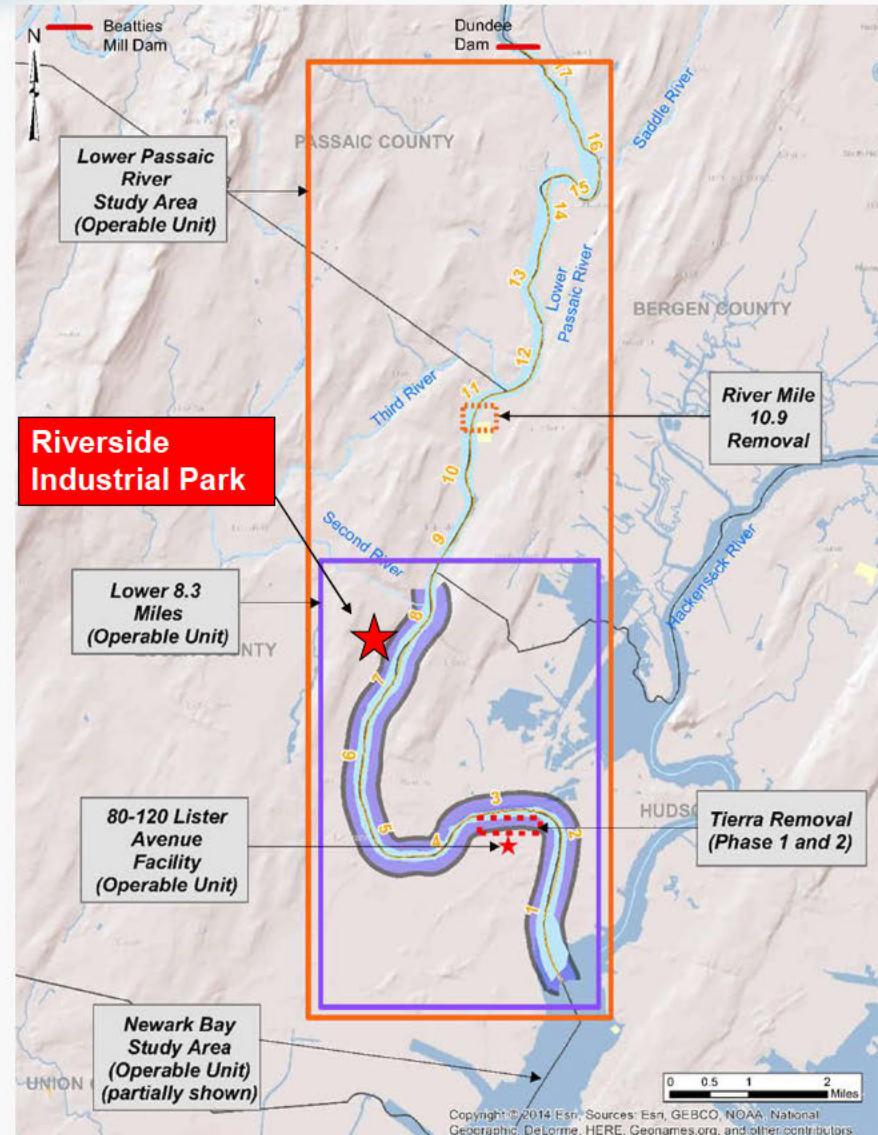 N
Beatties
Mill Dam
Dundee
Dam
17
Saddle River
PASSAIC COUNTY
16
Lower Passaic
River
Study Area
(Operable Unit)
15
14
13
Lower
Passaic River
BERGEN COUNTY
12
11
Third River
River Mile
10.9
Removal
Riverside
Industrial Park
10
Second River
9
Hackensack River
Lower 8.3
Miles
(Operable Unit)
8
COUNTY
7
6
80-120 Lister
Avenue
Facility
(Operable Unit)
3
HUDSO
5
4
2
Tierra Removal
(Phase 1 and 2)
1
Newark Bay
Study Area
(Operable Unit)
(partially shown)
UNION
0 0.5 1 2
Miles
Copyright © 2014 Esri, Sources: Esri, GEBCO, NOAA, National
Geographic, DeLorme, HERE, Geonames.org, and other contributors